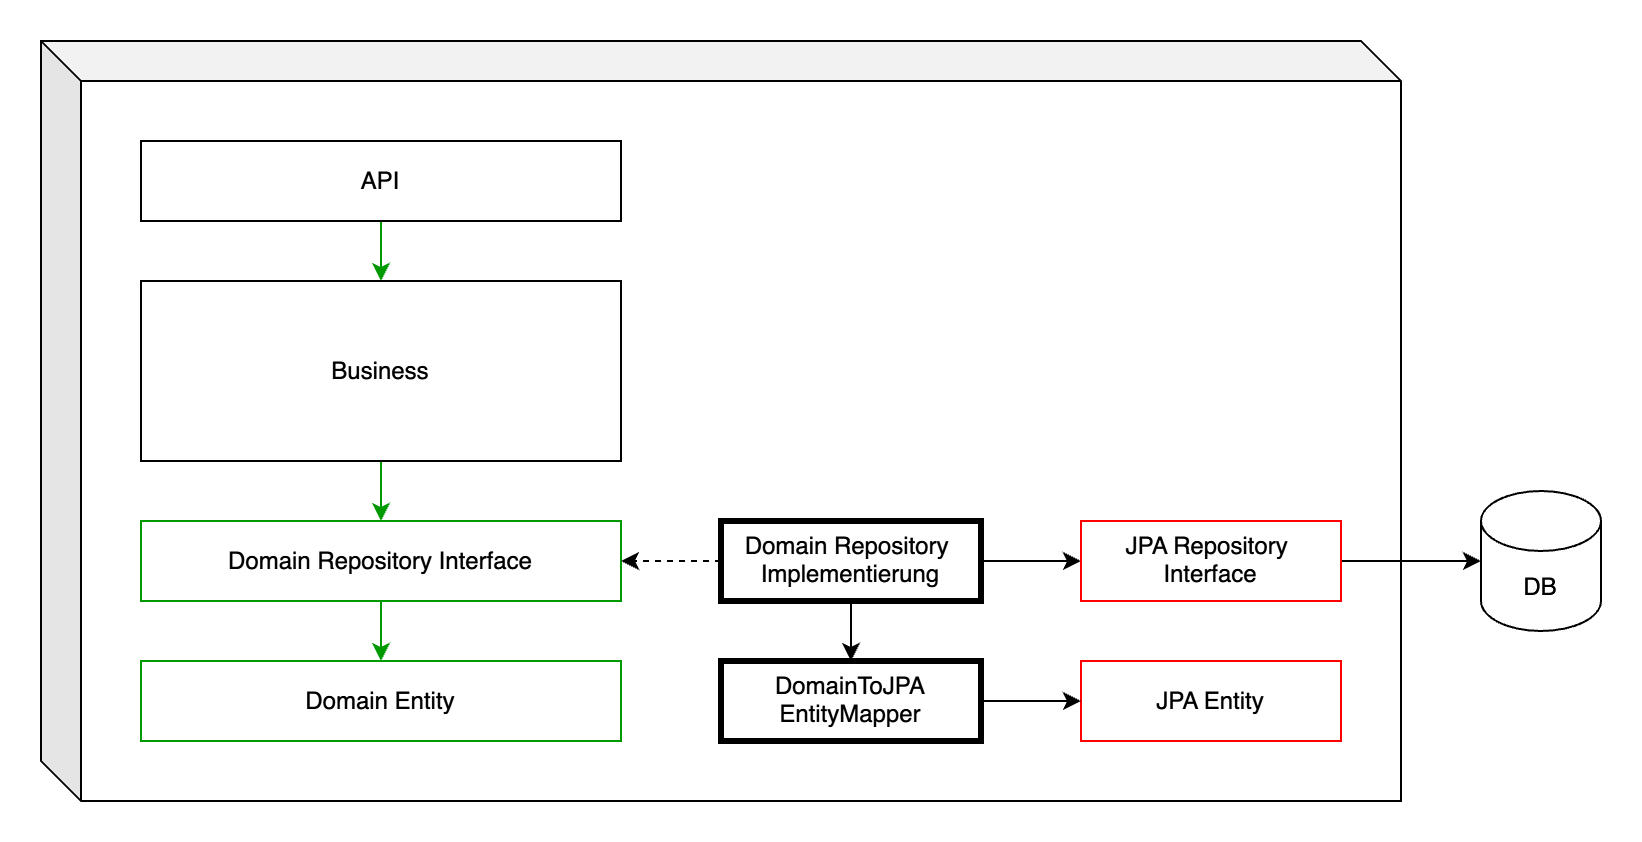 API
Business
Domain Repository Interface
Domain Repository
Implementierung
JPA Repository
Interface
DB
Domain Entity
DomainToJPA
EntityMapper
JPA Entity